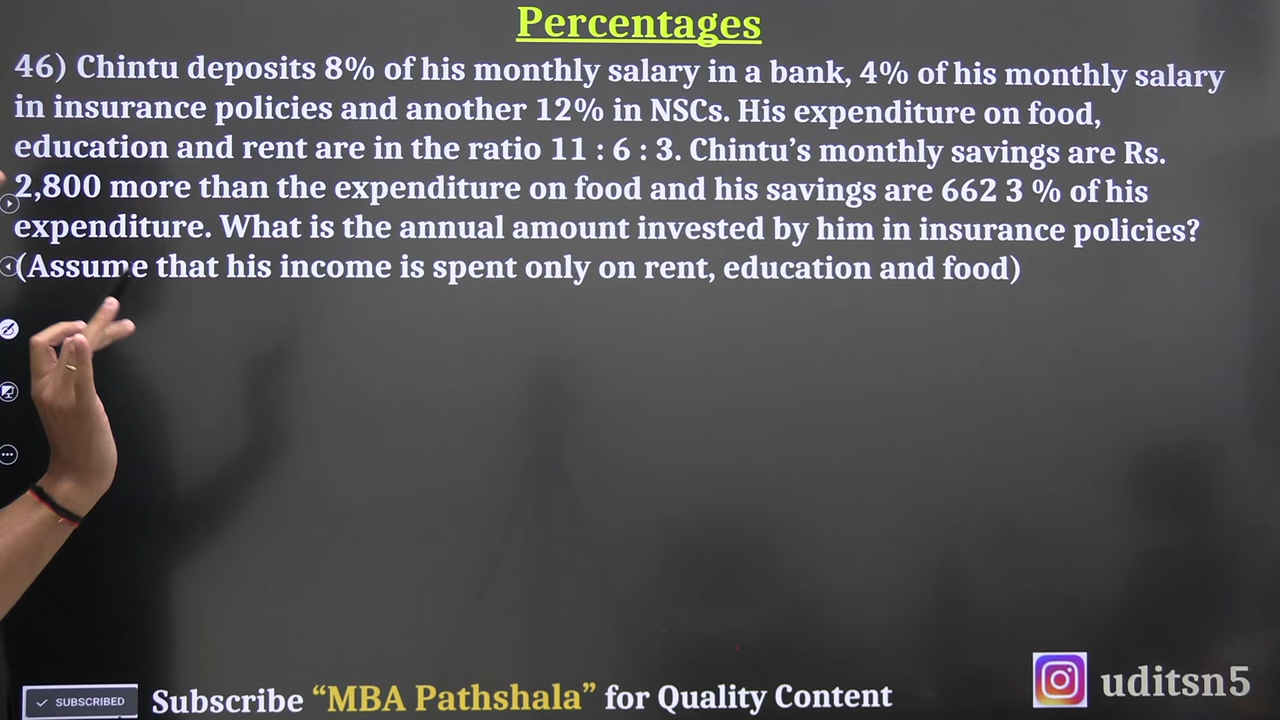 Percentages
46) Chintu deposits 8% of his monthly salary in a bank, 4% of his monthly salary
in insurance policies and another 12% in NSCs. His expenditure on food,
education and rent are in the ratio 11 : 6 : 3. Chintu’s monthly savings are Rs.
2,800 more than the expenditure on food and his savings are 662 3 % of his
expenditure. What is the annual amount invested by him in insurance policies?
(Assume that his income is spent only on rent, education and food)
SUBSCRIBED
Subscribe “MBA Pathshala” for Quality Content
uditsn5